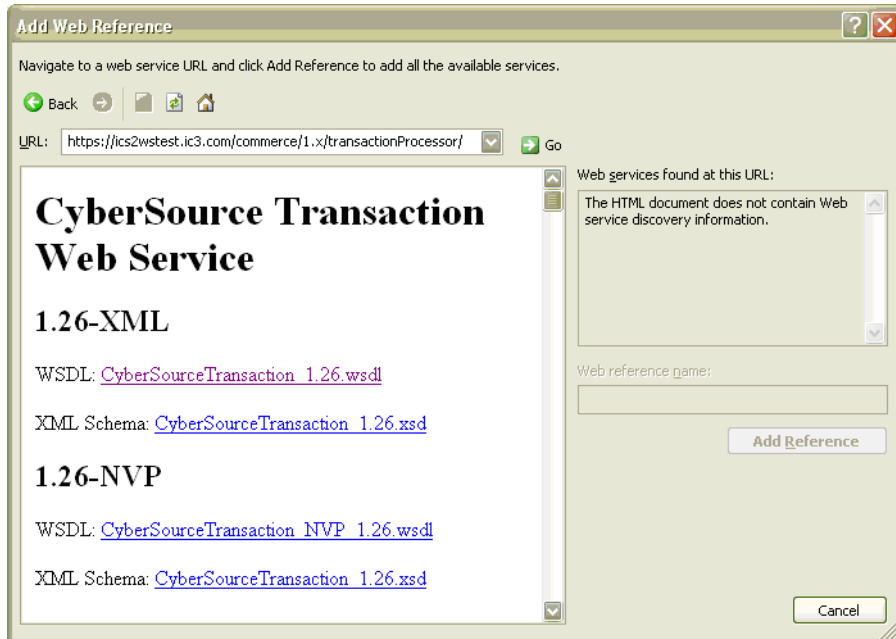 Add Web Reference
Navigate to a web service URL and click Add Reference to add all the available services.
Back
URL: https://ics2wstest.ic3.com/commerce/1.x/transactionProcessor/ Go
CyberSource Transaction
Web Service
1.26-XML
WSDL: CyberSourceTransaction_1.26.wsdl
XML Schema: CyberSourceTransaction_1.26.xsd
1.26-NVP
WSDL: CyberSourceTransaction_NVP_1.26.wsdl
XML Schema: CyberSourceTransaction_1.26.xsd
Web services found at this URL:
The HTML document does not contain Web
service discovery information.
Web reference name:
Add Reference
Cancel